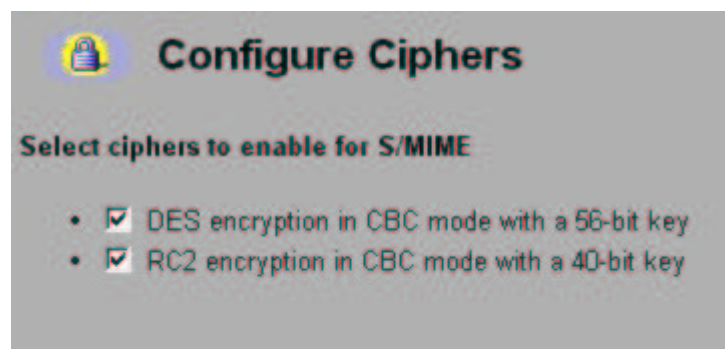 Configure Ciphers
Select ciphers to enable for S/MIME
• DES encryption in CBC mode with a 56-bit key
• RC2 encryption in CBC mode with a 40-bit key